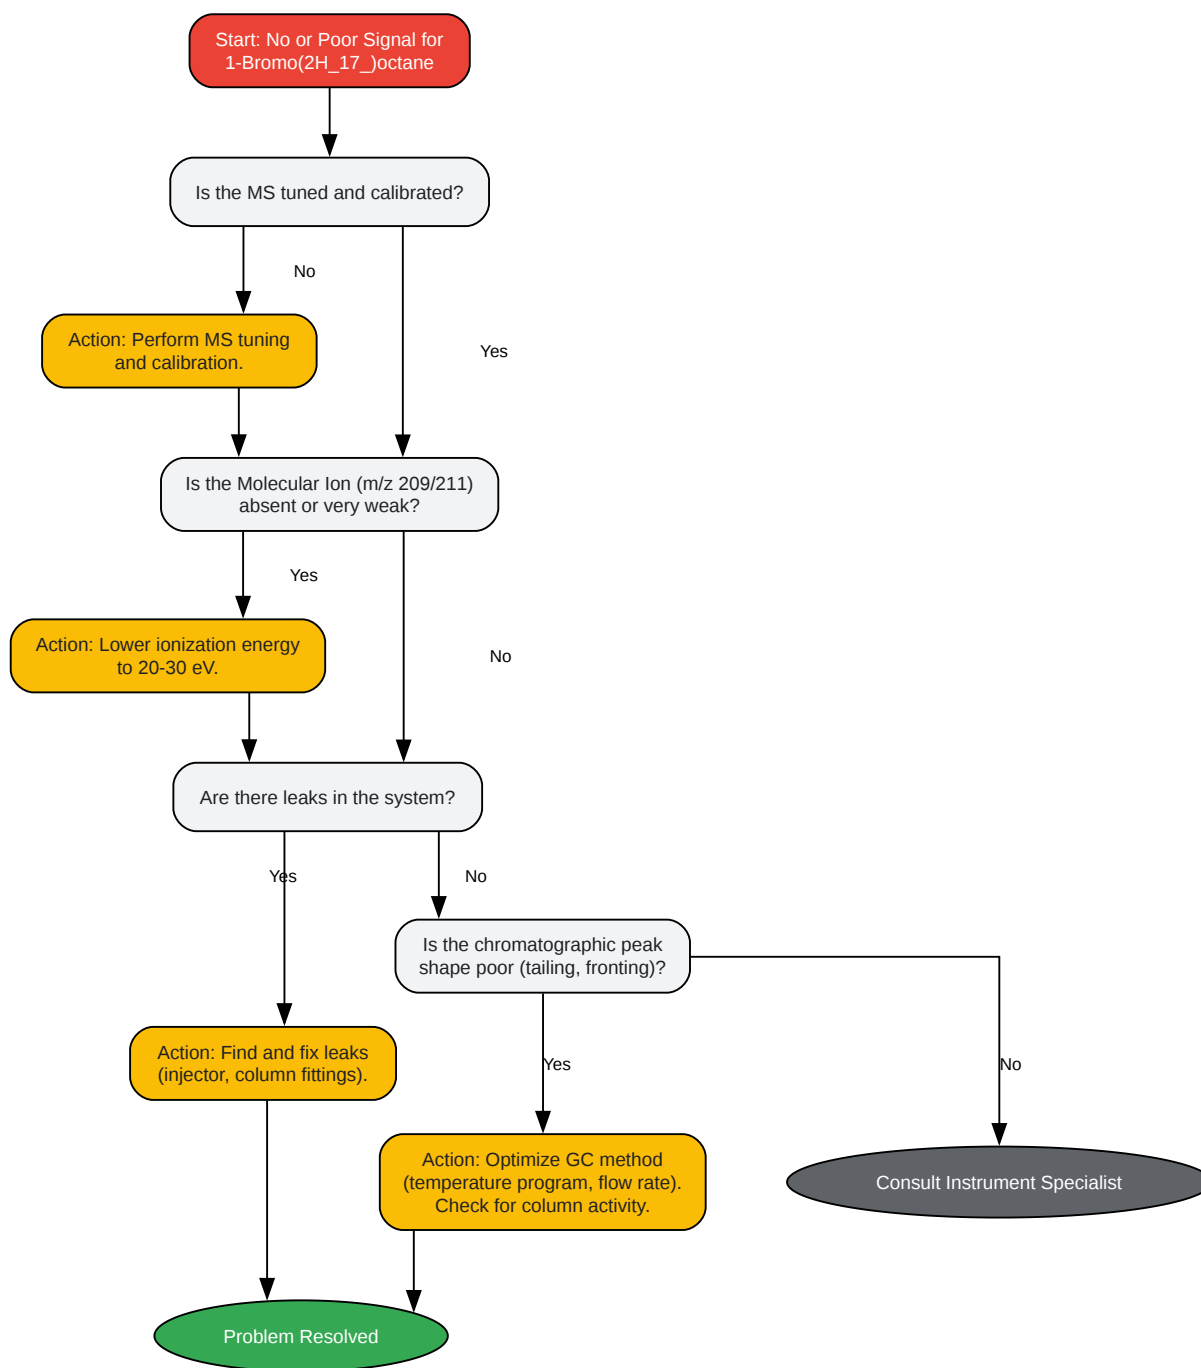 Start: No or Poor Signal for
1-Bromo(2H_17_)octane
Is the MS tuned and calibrated?
No
Yes
Action: Perform MS tuning
and calibration.
Is the Molecular Ion (m/z 209/211)
absent or very weak?
Yes
No
Action: Lower ionization energy
to 20-30 eV.
Are there leaks in the system?
Yes
No
Is the chromatographic peak
shape poor (tailing, fronting)?
Action: Find and fix leaks
(injector, column fittings).
Yes
No
Action: Optimize GC method
(temperature program, flow rate).
Check for column activity.
Consult Instrument Specialist
Problem Resolved